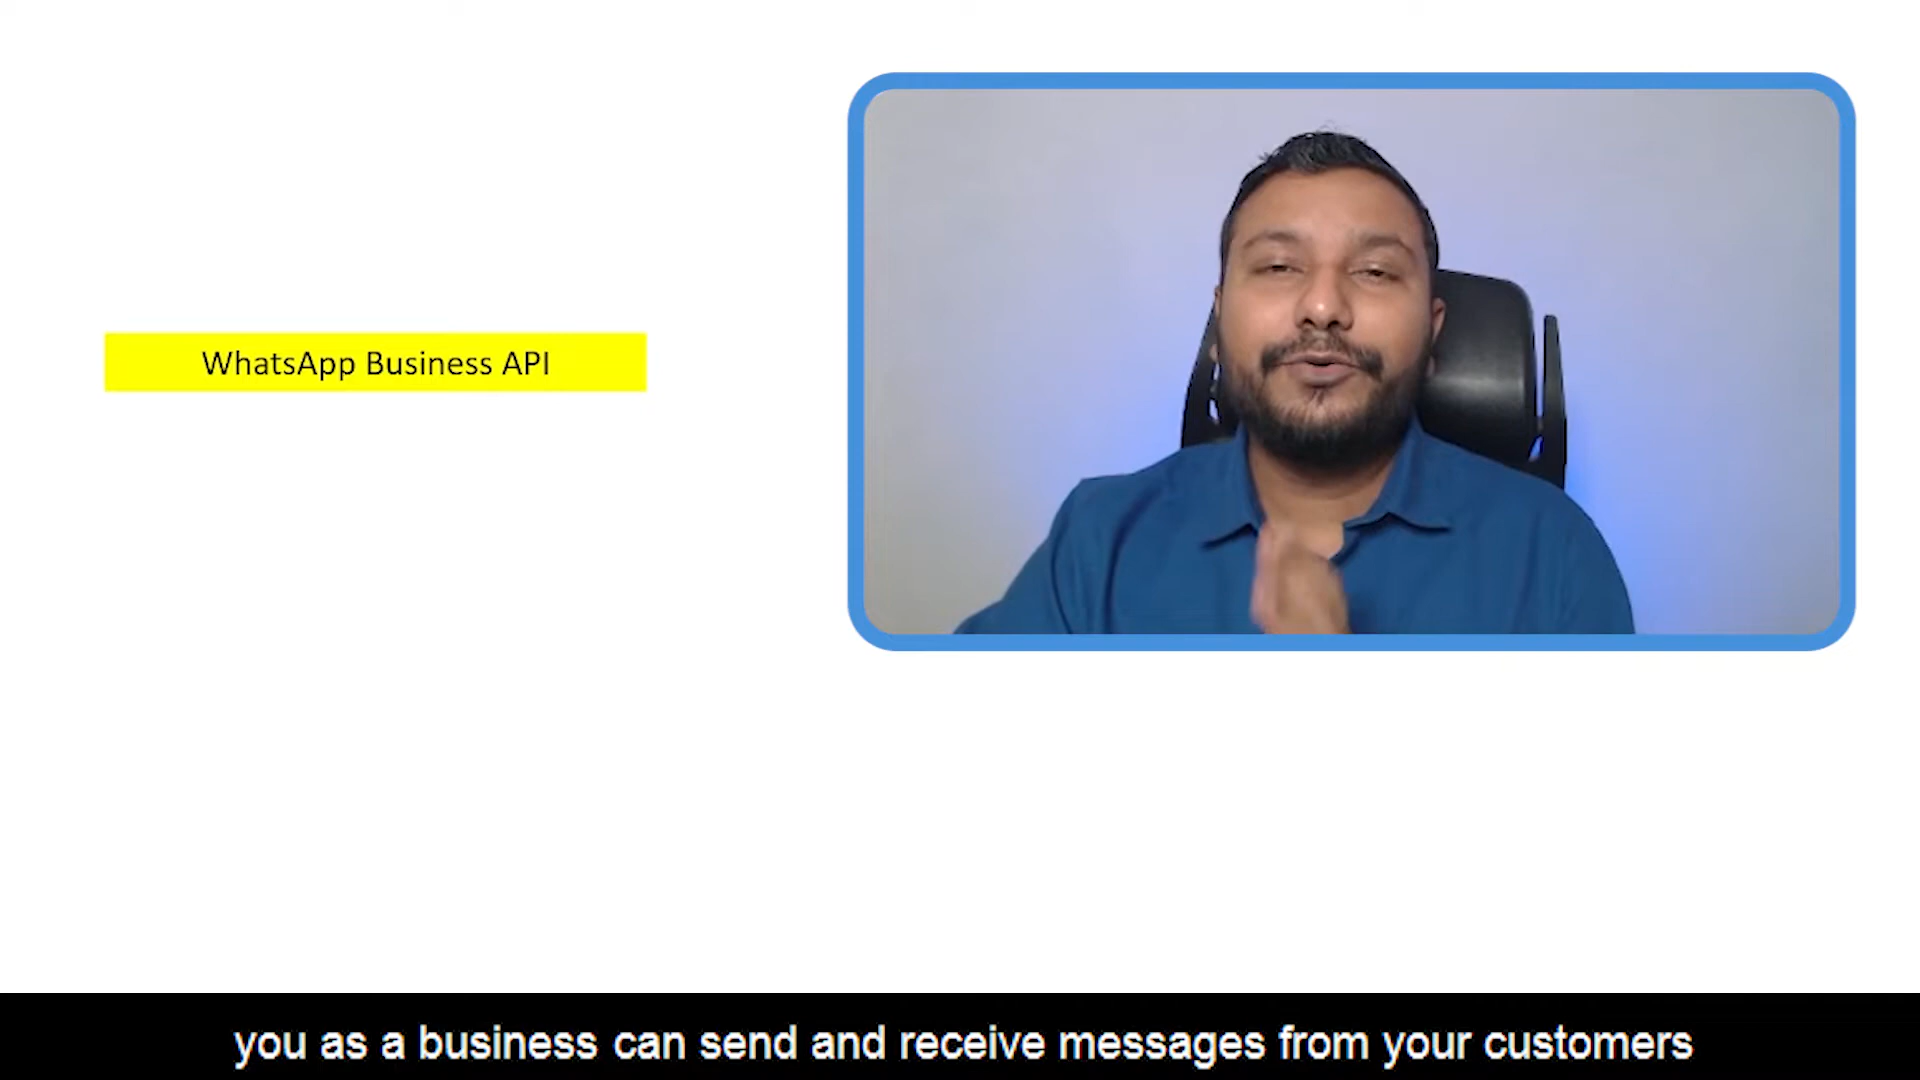 WhatsApp Business API
you as a business can send and receive messages from your customers